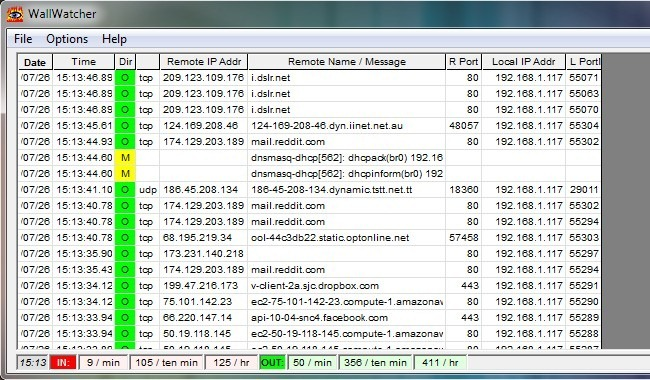 WallWatcher
File Options Help
Date Time Dir Remote IP Addr Remote Name / Message R Port Local IP Addr L Port
/07/26 15:13:46.89 O tcp 209.123.109.176 i.dslr.net 80 192.168.1.117 55071
/07/26 15:13:46.89 O tcp 209.123.109.176 i.dslr.net 80 192.168.1.117 55063
/07/26 15:13:46.89 O tcp 209.123.109.176 i.dslr.net 80 192.168.1.117 55070
/07/26 15:13:45.61 O tcp 124.169.208.46 124-169-208-46.dyn.iinet.net.au 48057 192.168.1.117 55304
/07/26 15:13:44.93 O tcp 174.129.203.189 mail.reddit.com 80 192.168.1.117 55302
/07/26 15:13:44.60 M dnsmasq-dhcp[562]: dhcpack(br0) 192.16
/07/26 15:13:44.60 M dnsmasq-dhcp[562]: dhcpinform(br0) 192
/07/26 15:13:41.10 O udp 186.45.208.134 186-45-208-134.dynamic.tstt.net.tt 18360 192.168.1.117 29011
/07/26 15:13:40.78 O tcp 174.129.203.189 mail.reddit.com 80 192.168.1.117 55302
/07/26 15:13:40.78 O tcp 174.129.203.189 mail.reddit.com 80 192.168.1.117 55294
/07/26 15:13:40.78 O tcp 68.195.219.34 ool-44c3db22.static.optonline.net 57458 192.168.1.117 55303
/07/26 15:13:35.90 O tcp 173.231.140.218 80 192.168.1.117 55297
/07/26 15:13:35.43 O tcp 174.129.203.189 mail.reddit.com 80 192.168.1.117 55294
/07/26 15:13:34.12 O tcp 199.47.216.173 v-client-2a.sjc.dropbox.com 443 192.168.1.117 55291
/07/26 15:13:34.12 O tcp 75.101.142.23 ec2-75-101-142-23.compute-1.amazonaw 80 192.168.1.117 55290
/07/26 15:13:33.94 O tcp 66.220.147.14 api-10-04-snc4.facebook.com 443 192.168.1.117 55289
/07/26 15:13:33.94 O tcp 50.19.118.145 ec2-50-19-118-145.compute-1.amazonaw 80 192.168.1.117 55288
15:13 IN: 9 / min 105 / ten min 125 / hr OUT: 50 / min 356 / ten min 411 / hr